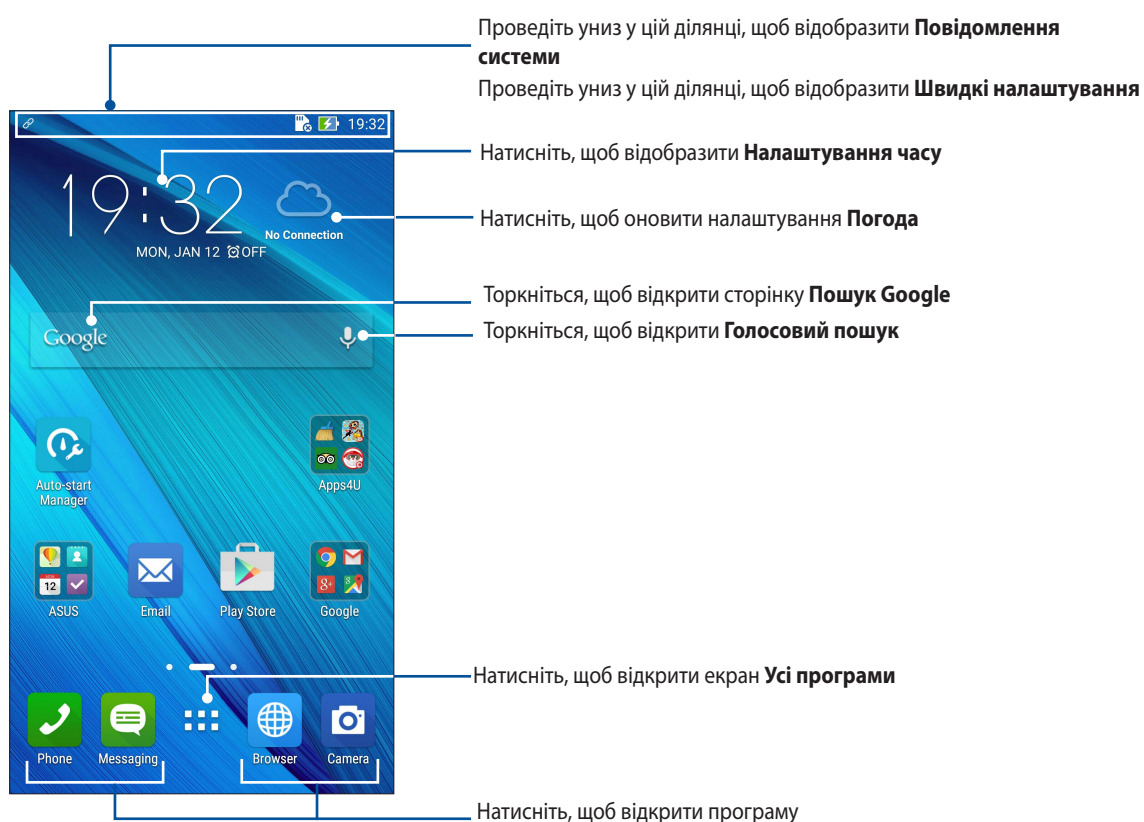 Проведіть униз у цій ділянці, щоб відобразити Повідомлення
системи
Проведіть униз у цій ділянці, щоб відобразити Швидкі налаштування
19:32
Натисніть, щоб відобразити Налаштування часу
19:32
Натисніть, щоб оновити налаштування Погода
No Connection
MON, JAN 12 OFF
Торкніться, щоб відкрити сторінку Пошук Google
Торкніться, щоб відкрити Голосовий пошук
Google
Auto-start
Manager
Apps4U
12
8+
ASUS
Email
Play Store
Google
Натисніть, щоб відкрити екран Усі програми
Phone
Messaging
Browser
Camera
Натисніть, щоб відкрити програму